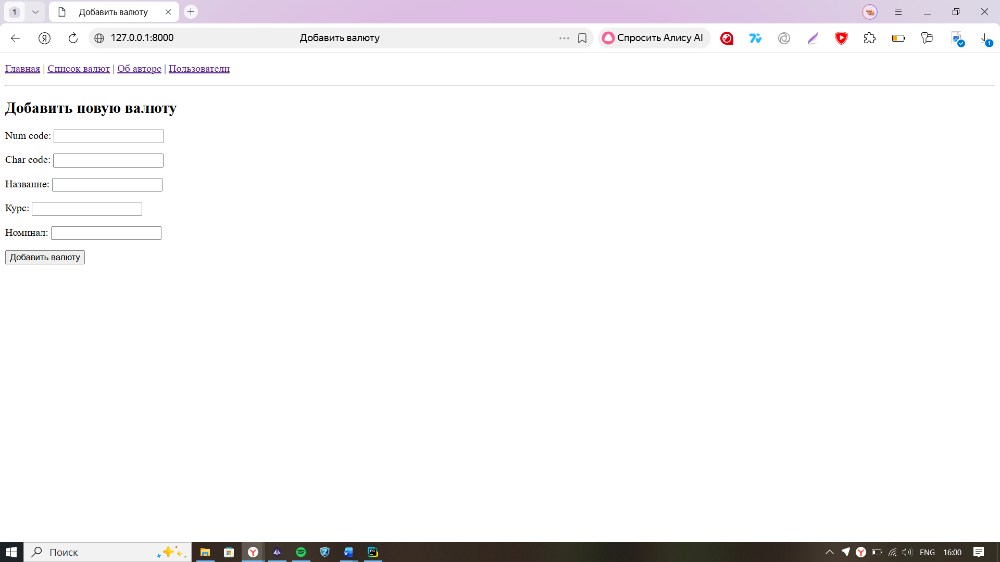 1
Добавить валюту
127.0.0.1:8000
Добавить валюту
Спросить Алису AI
1
Главная | Список валют | Об авторе | Пользователи
Добавить новую валюту
Num code:
Char code:
Название:
Курс:
Номинал:
Добавить валюту
Поиск
ENG
16:00